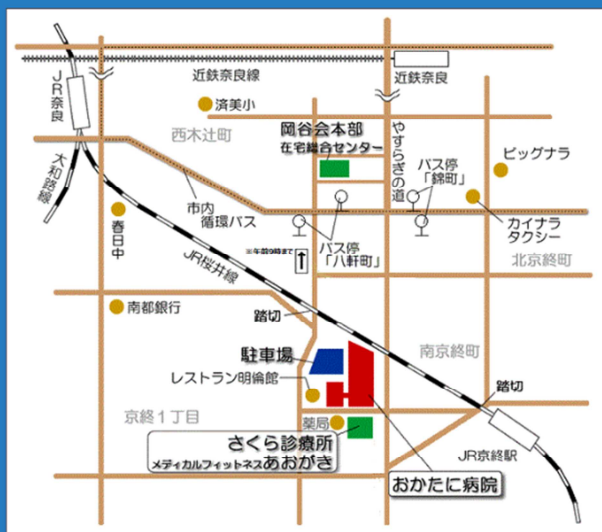 近鉄奈良線
近鉄奈良
JR奈良
済美小
西木辻町
岡谷会本部
在宅総合センター
やすらぎの道
バス停
「錦町」
ビッグナラ
大和路線
市内
循環バス
春日中
カイナラ
タクシー
バス停
「八軒町」
※午前9時まで
北京終町
JR桜井線
南都銀行
踏切
駐車場
南京終町
レストラン明倫館
踏切
京終1丁目
薬局
さくら診療所
メディカルフィットネスあおがき
JR京終駅
おかたに病院